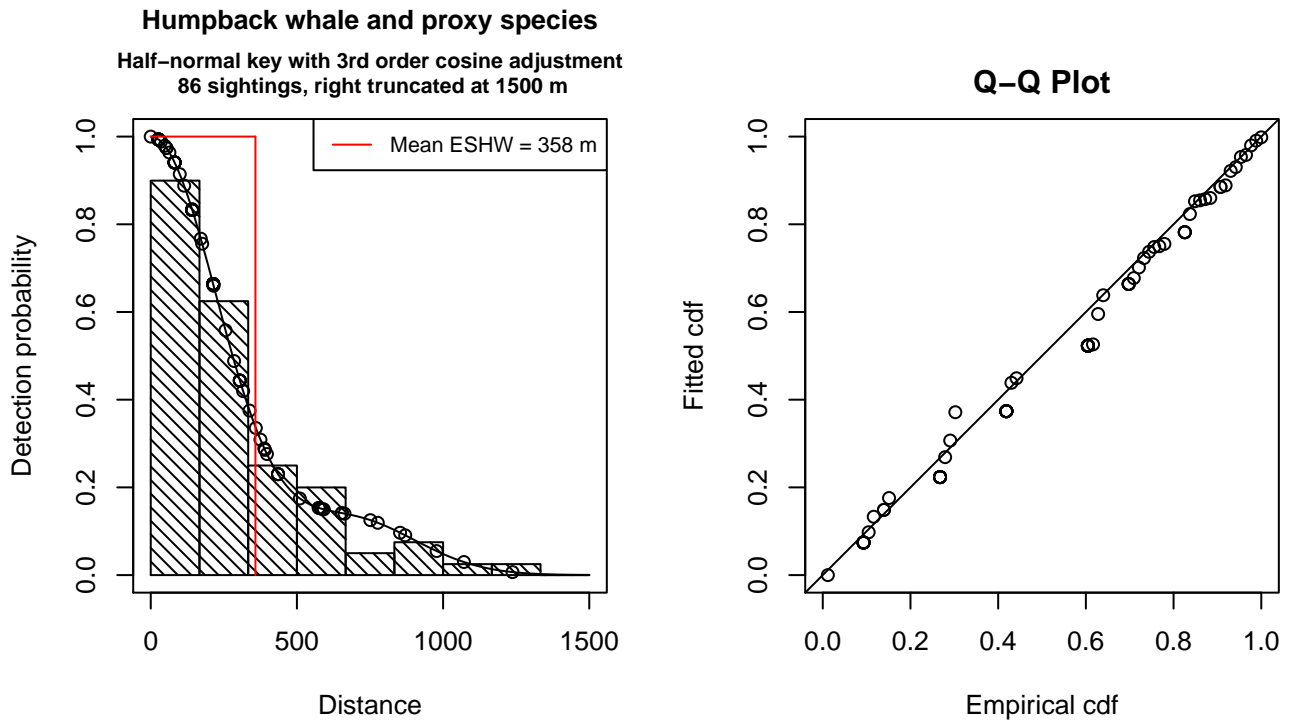 Humpback whale and proxy species
Half−normal key with 3rd order cosine adjustment
86 sightings, right truncated at 1500 m
Mean ESHW = 358 m
Detection probability
1.0
0.8
0.6
0.4
0.2
0.0
0 500 1000 1500
Distance
Q−Q Plot
Fitted cdf
1.0
0.8
0.6
0.4
0.2
0.0
0.0 0.2 0.4 0.6 0.8 1.0
Empirical cdf